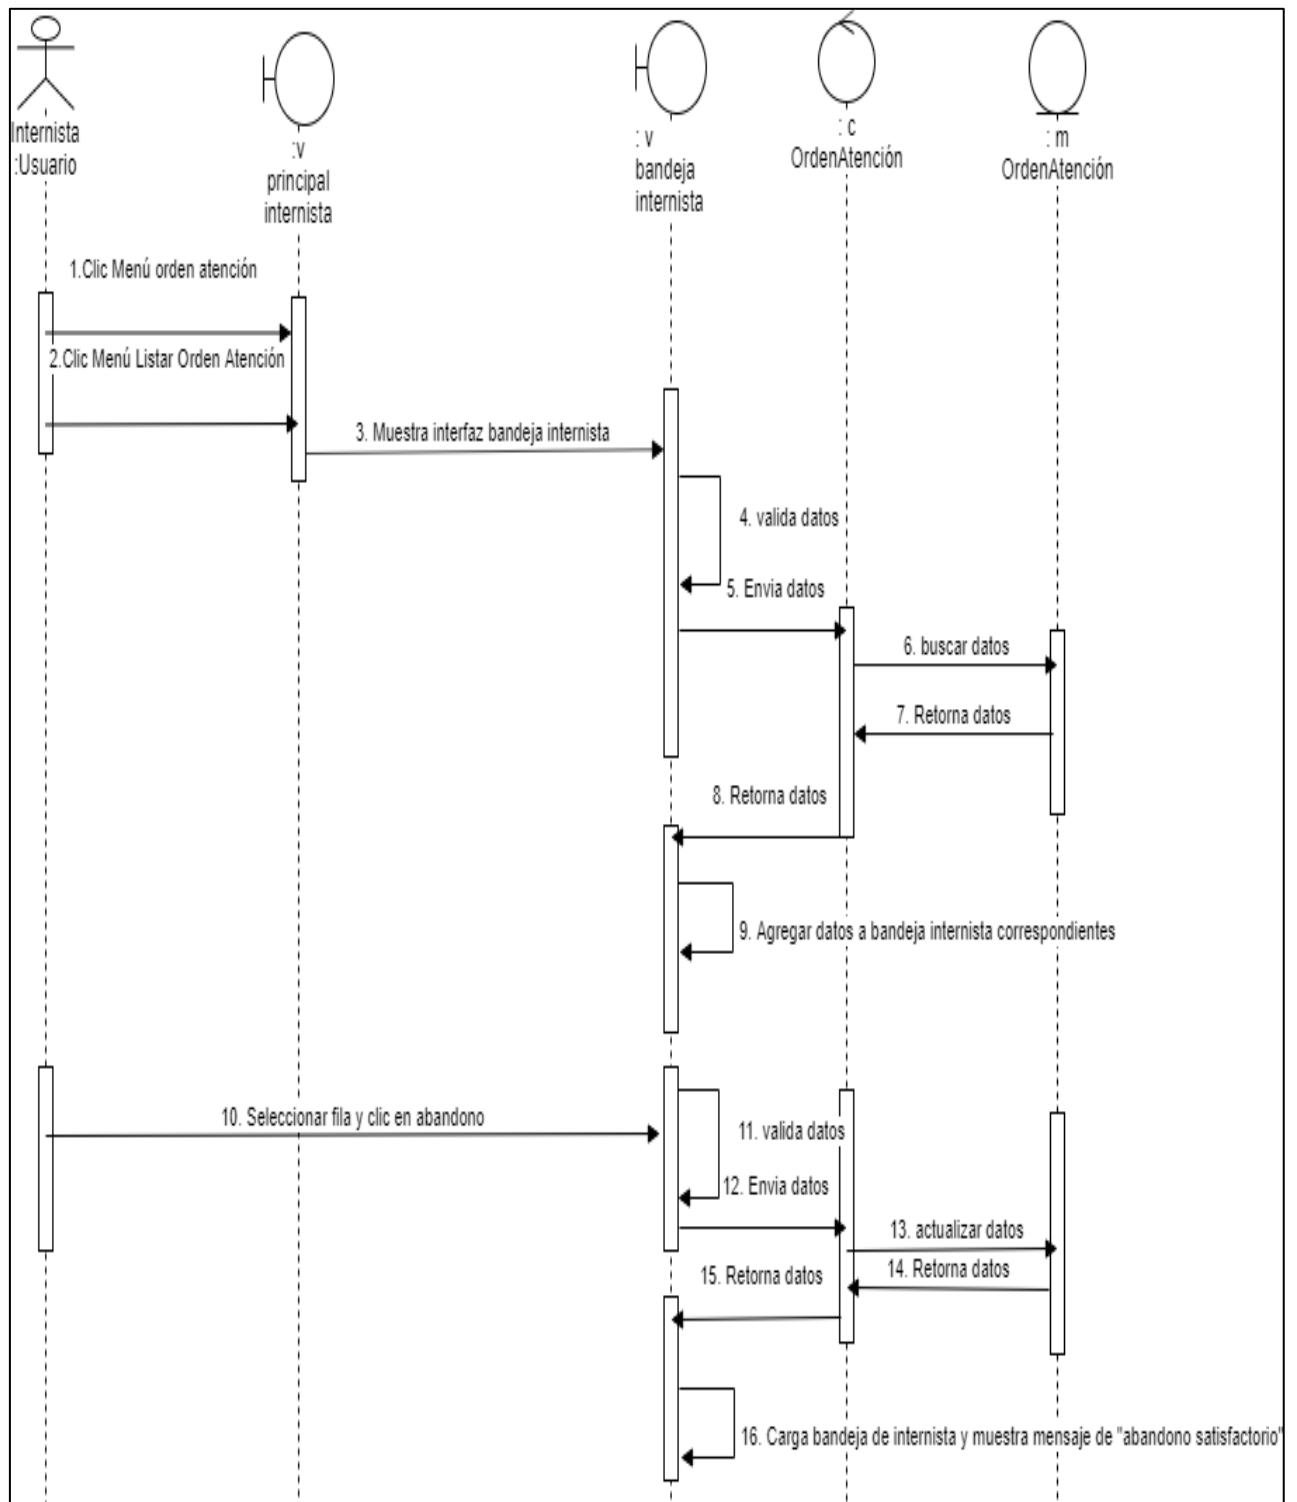 Internista
:Usuario
:v
principal
internista
: v
bandeja
internista
: c
OrdenAtención
: m
OrdenAtención
1.Clic Menú orden atención
2.Clic Menú Listar Orden Atención
3. Muestra interfaz bandeja internista
4. valida datos
5. Envia datos
6. buscar datos
7. Retorna datos
8. Retorna datos
9. Agregar datos a bandeja internista correspondientes
10. Seleccionar fila y clic en abandono
11. valida datos
12. Envia datos
13. actualizar datos
14. Retorna datos
15. Retorna datos
16. Carga bandeja de internista y muestra mensaje de "abandono satisfactorio"